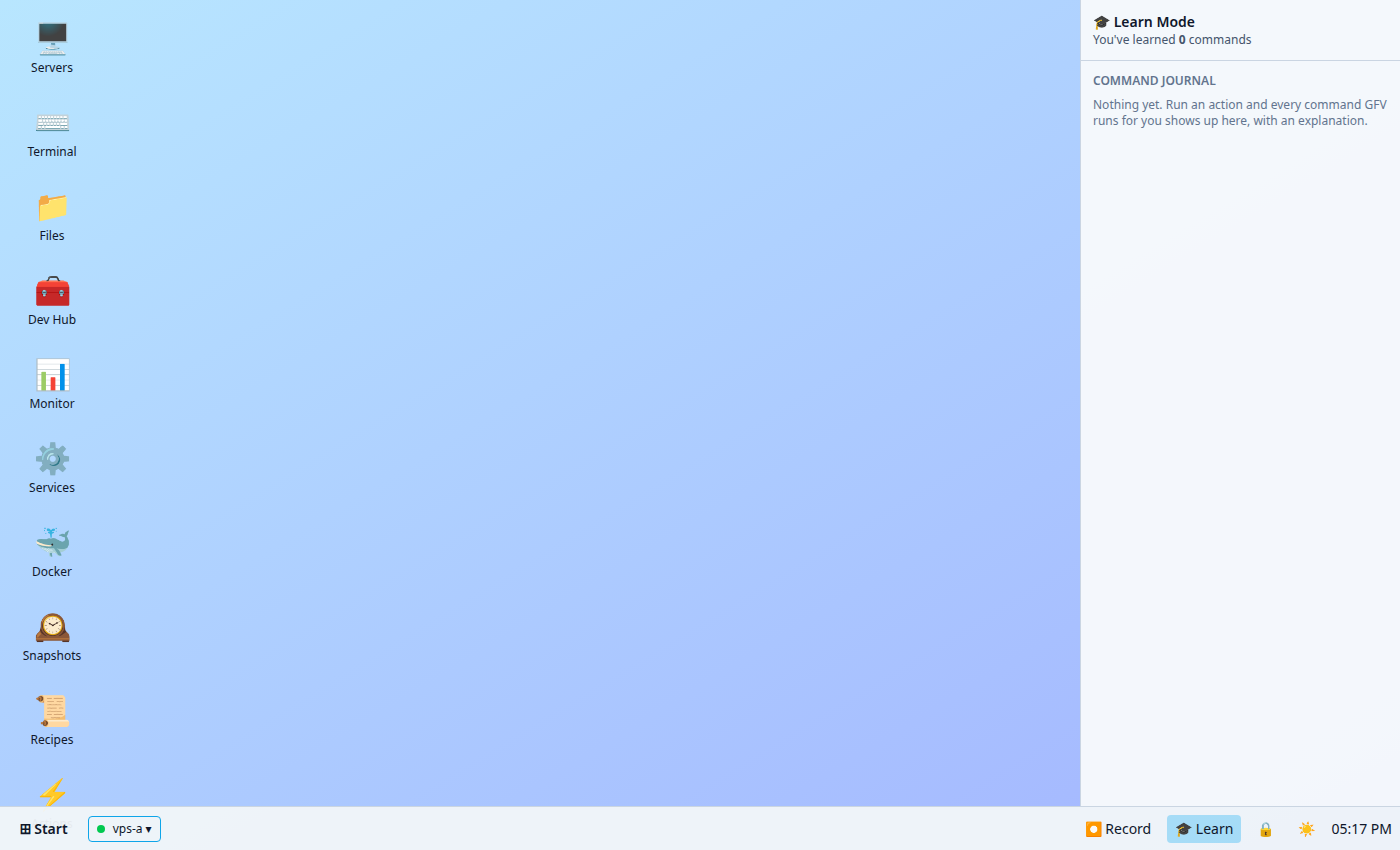 Servers
Terminal
Files
Dev Hub
Monitor
Services
Docker
Snapshots
Recipes
🎓 Learn Mode
You've learned 0 commands
COMMAND JOURNAL
Nothing yet. Run an action and every command GFV
runs for you shows up here, with an explanation.
⊞ Start
vps-a ▾
Record
Learn
05:17 PM